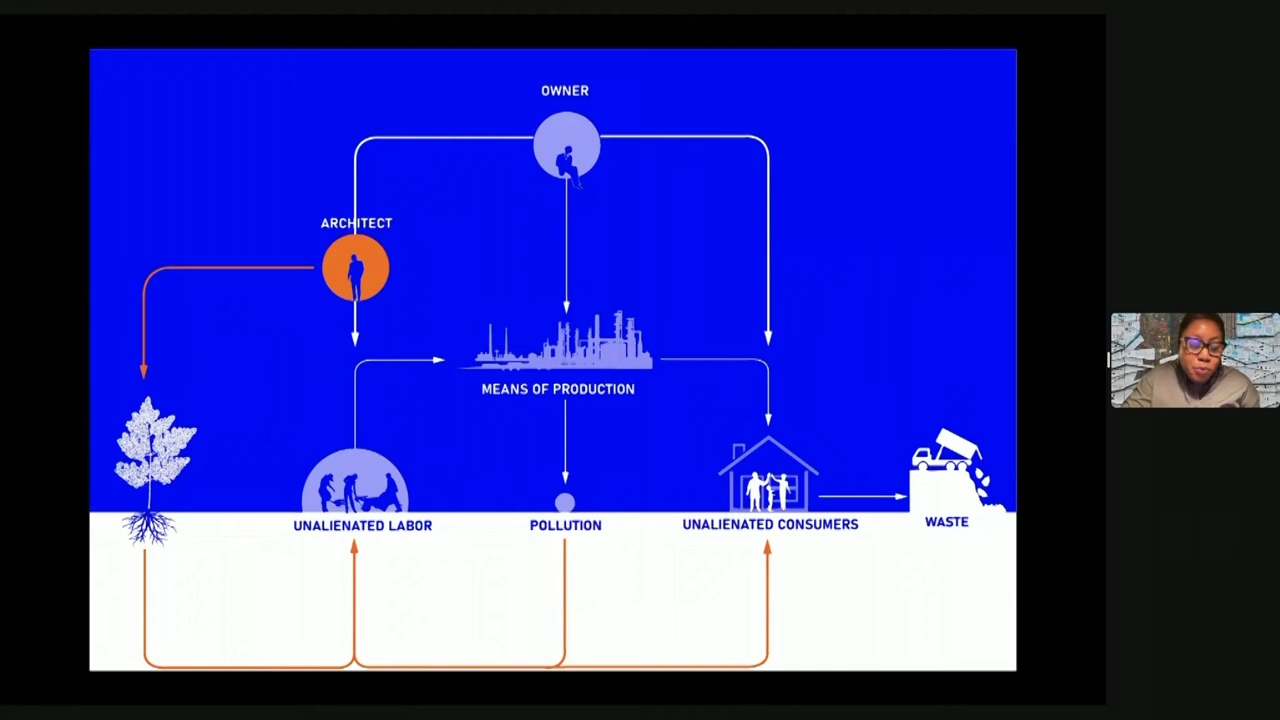 OWNER
ARCHITECT
MEANS OF PRODUCTION
UNALIENATED LABOR
POLLUTION
UNALIENATED CONSUMERS
WASTE